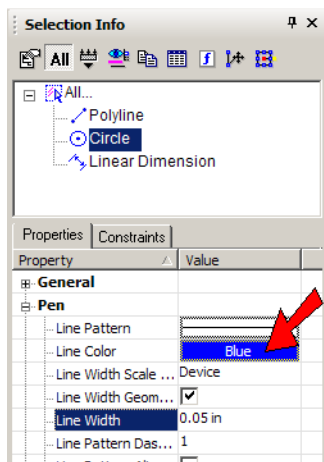 Selection Info
All
All...
Polyline
Circle
Linear Dimension
Properties Constraints
Property Value
General
Pen
Line Pattern
Line Color Blue
Line Width Scale ... Device
Line Width Geom...
Line Width 0.05 in
Line Pattern Das... 1